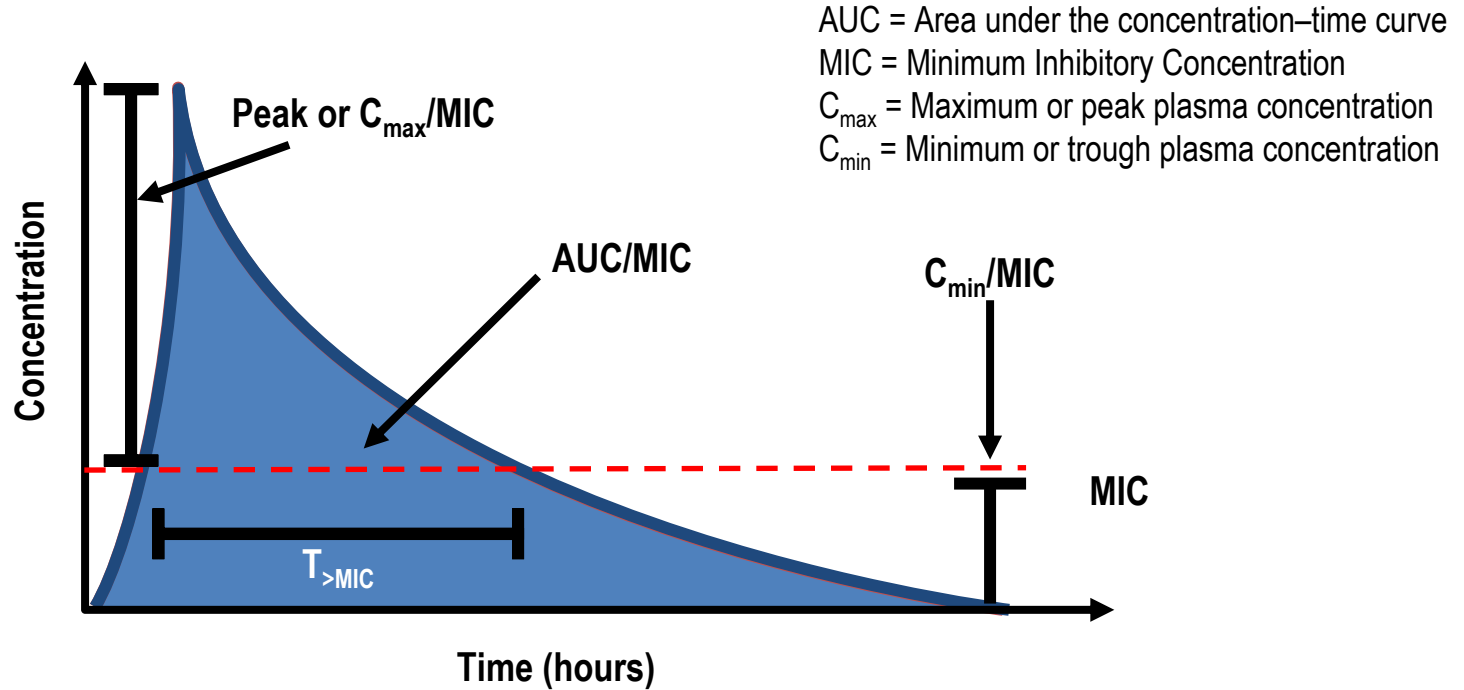 AUC = Area under the concentration–time curve
MIC = Minimum Inhibitory Concentration
Cmax = Maximum or peak plasma concentration
Cmin = Minimum or trough plasma concentration
Peak or Cmax/MIC
AUC/MIC
Cmin/MIC
Concentration
MIC
T>MIC
Time (hours)